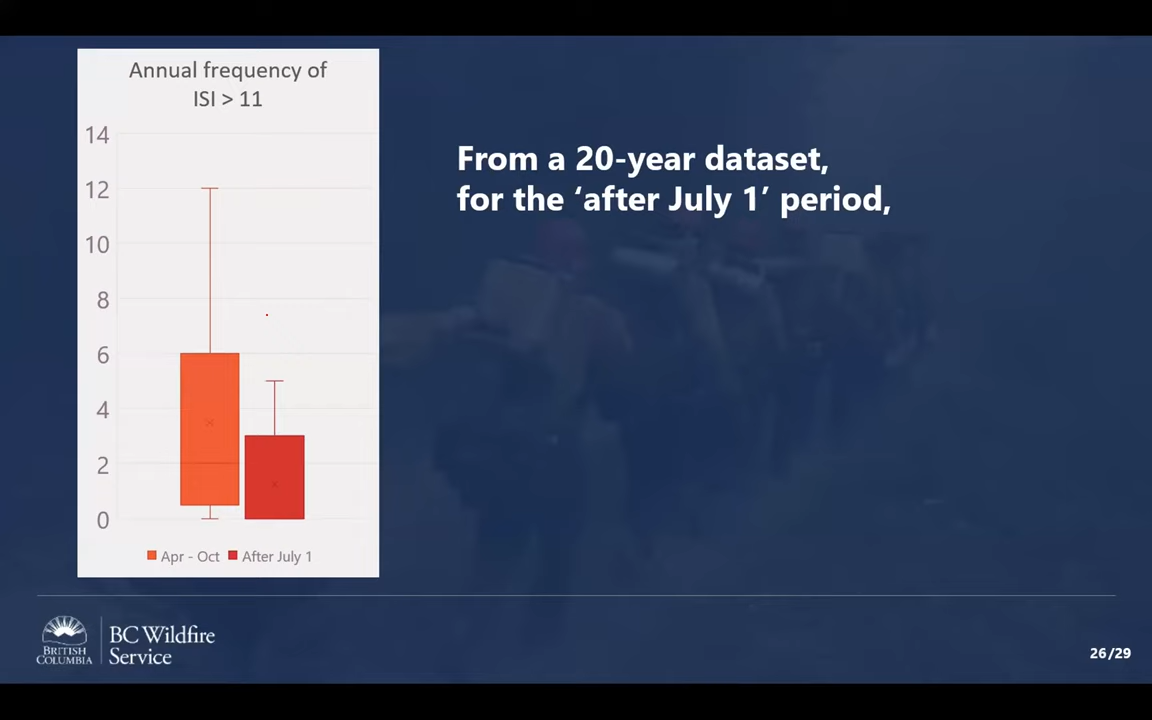 Annual frequency of
ISI > 11
14
12
10
8
6
4
2
0
Apr - Oct After July 1
From a 20-year dataset,
for the ‘after July 1’ period,
BRITISH
COLUMBIA
BC Wildfire
Service
26/29